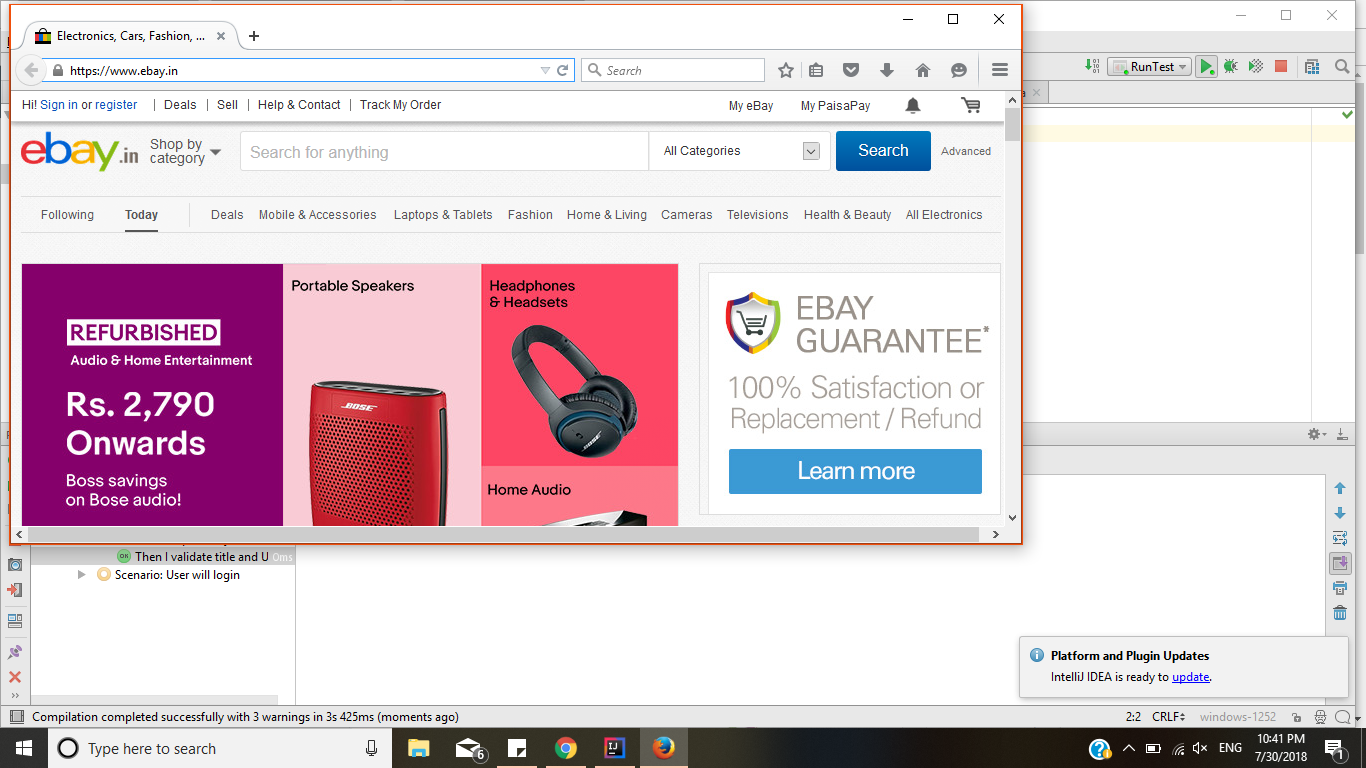 Electronics, Cars, Fashion, ...
https://www.ebay.in
Search
RunTest
Hi! Sign in or register | Deals | Sell | Help & Contact | Track My Order
My eBay My PaisaPay
ebay.in
Shop by
category
Search for anything
All Categories
Search
Advanced
Following Today Deals Mobile & Accessories Laptops & Tablets Fashion Home & Living Cameras Televisions Health & Beauty All Electronics
REFURBISHED
Audio & Home Entertainment
Rs. 2,790
Onwards
Boss savings
on Bose audio!
Portable Speakers
BOSE
Headphones
& Headsets
BOSE
Home Audio
EBAY
GUARANTEE*
100% Satisfaction or
Replacement / Refund
Learn more
Then I validate title and U 0ms
Scenario: User will login
Platform and Plugin Updates
IntelliJ IDEA is ready to update.
Compilation completed successfully with 3 warnings in 3s 425ms (moments ago)
2:2 CRLF windows-1252
Type here to search
6
ENG
10:41 PM
7/30/2018
1